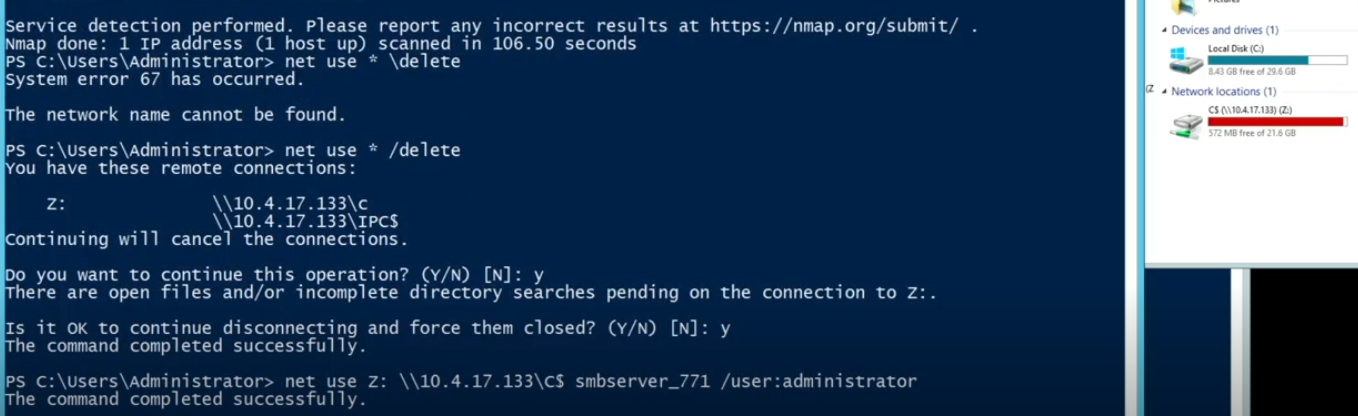 Service detection performed. Please report any incorrect results at https://nmap.org/submit/ .
Nmap done: 1 IP address (1 host up) scanned in 106.50 seconds
PS C:\Users\Administrator> net use * \delete
System error 67 has occurred.
The network name cannot be found.
PS C:\Users\Administrator> net use * /delete
You have these remote connections:
Z: \\10.4.17.133\c
\\10.4.17.133\IPC$
Continuing will cancel the connections.
Do you want to continue this operation? (Y/N) [N]: y
There are open files and/or incomplete directory searches pending on the connection to Z:.
Is it OK to continue disconnecting and force them closed? (Y/N) [N]: y
The command completed successfully.
PS C:\Users\Administrator> net use Z: \\10.4.17.133\C$ smbserver_771 /user:administrator
The command completed successfully.
Pictures
Devices and drives (1)
Local Disk (C:)
8.43 GB free of 29.6 GB
(Z
Network locations (1)
C$ (\\10.4.17.133) (Z:)
572 MB free of 21.6 GB